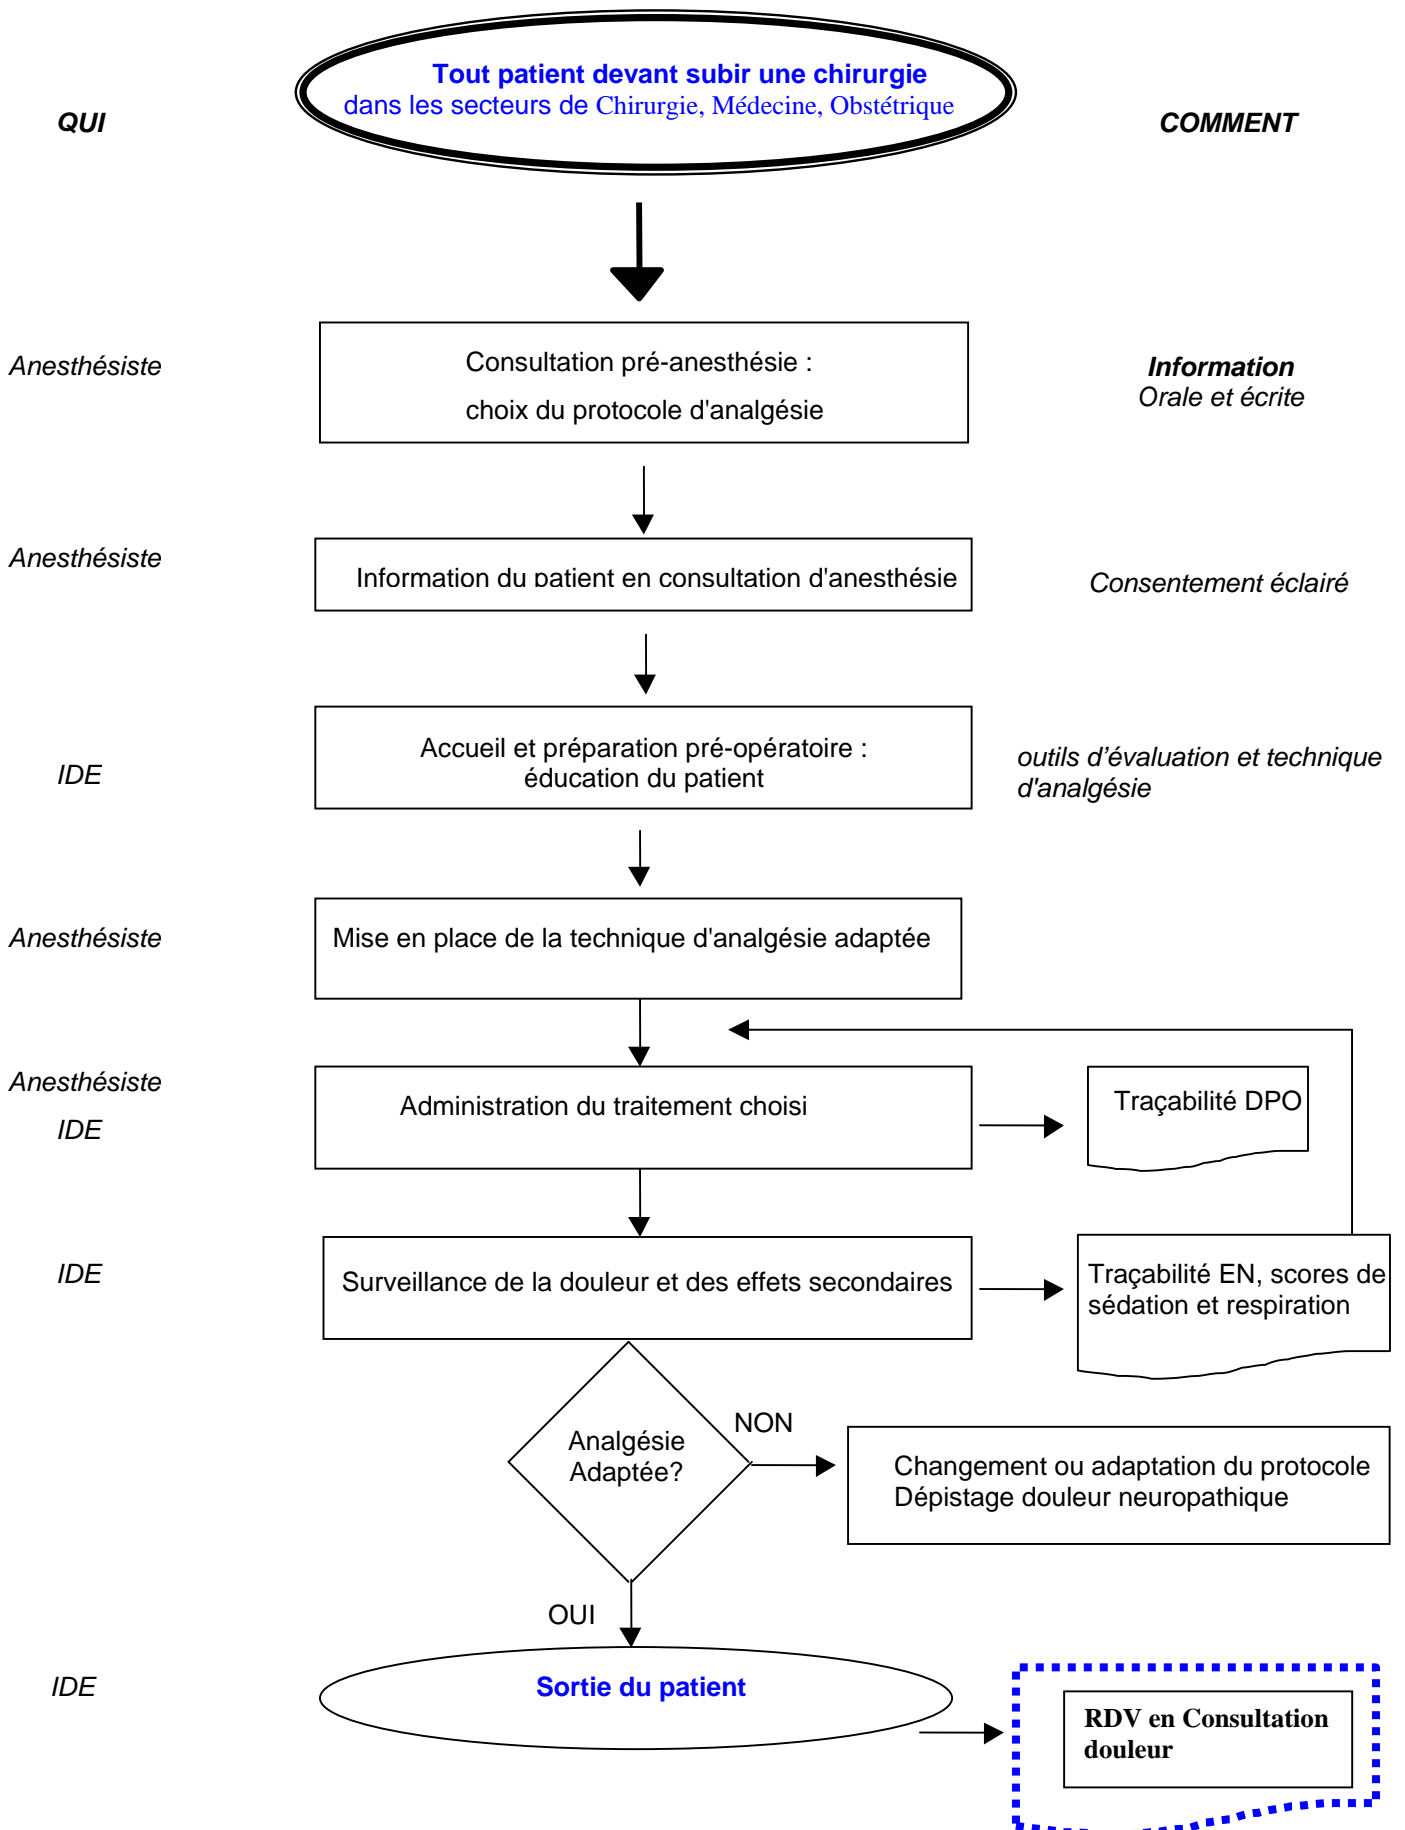 Tout patient devant subir une chirurgie
dans les secteurs de Chirurgie, Médecine, Obstétrique
QUI
COMMENT
Anesthésiste
Consultation pré-anesthésie :
choix du protocole d'analgésie
Information
Orale et écrite
Anesthésiste
Information du patient en consultation d'anesthésie
Consentement éclairé
IDE
Accueil et préparation pré-opératoire :
éducation du patient
outils d’évaluation et technique
d'analgésie
Anesthésiste
Mise en place de la technique d'analgésie adaptée
Anesthésiste
IDE
Administration du traitement choisi
Traçabilité DPO
IDE
Surveillance de la douleur et des effets secondaires
Traçabilité EN, scores de
sédation et respiration
Analgésie
Adaptée?
NON
Changement ou adaptation du protocole
Dépistage douleur neuropathique
OUI
IDE
Sortie du patient
RDV en Consultation
douleur